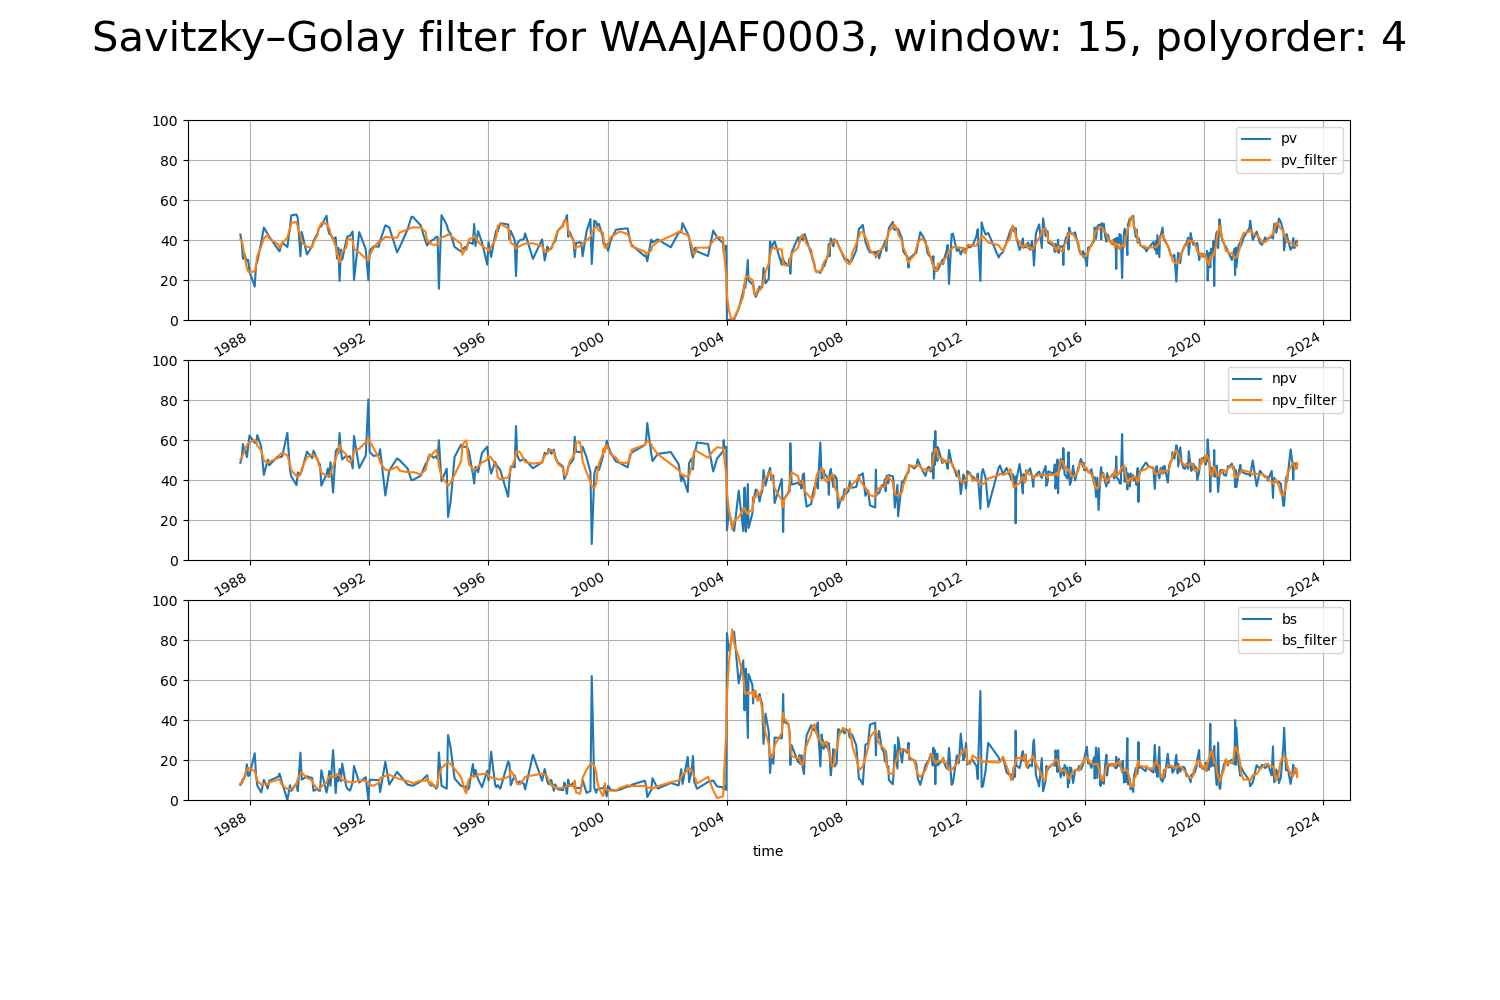 Savitzky–Golay filter for WAAJAF0003, window: 15, polyorder: 4
100
80
60
40
20
0
pv
pv_filter
1988 1992 1996 2000 2004 2008 2012 2016 2020 2024
100
80
60
40
20
0
npv
npv_filter
1988 1992 1996 2000 2004 2008 2012 2016 2020 2024
100
80
60
40
20
0
bs
bs_filter
1988 1992 1996 2000 2004 2008 2012 2016 2020 2024
time